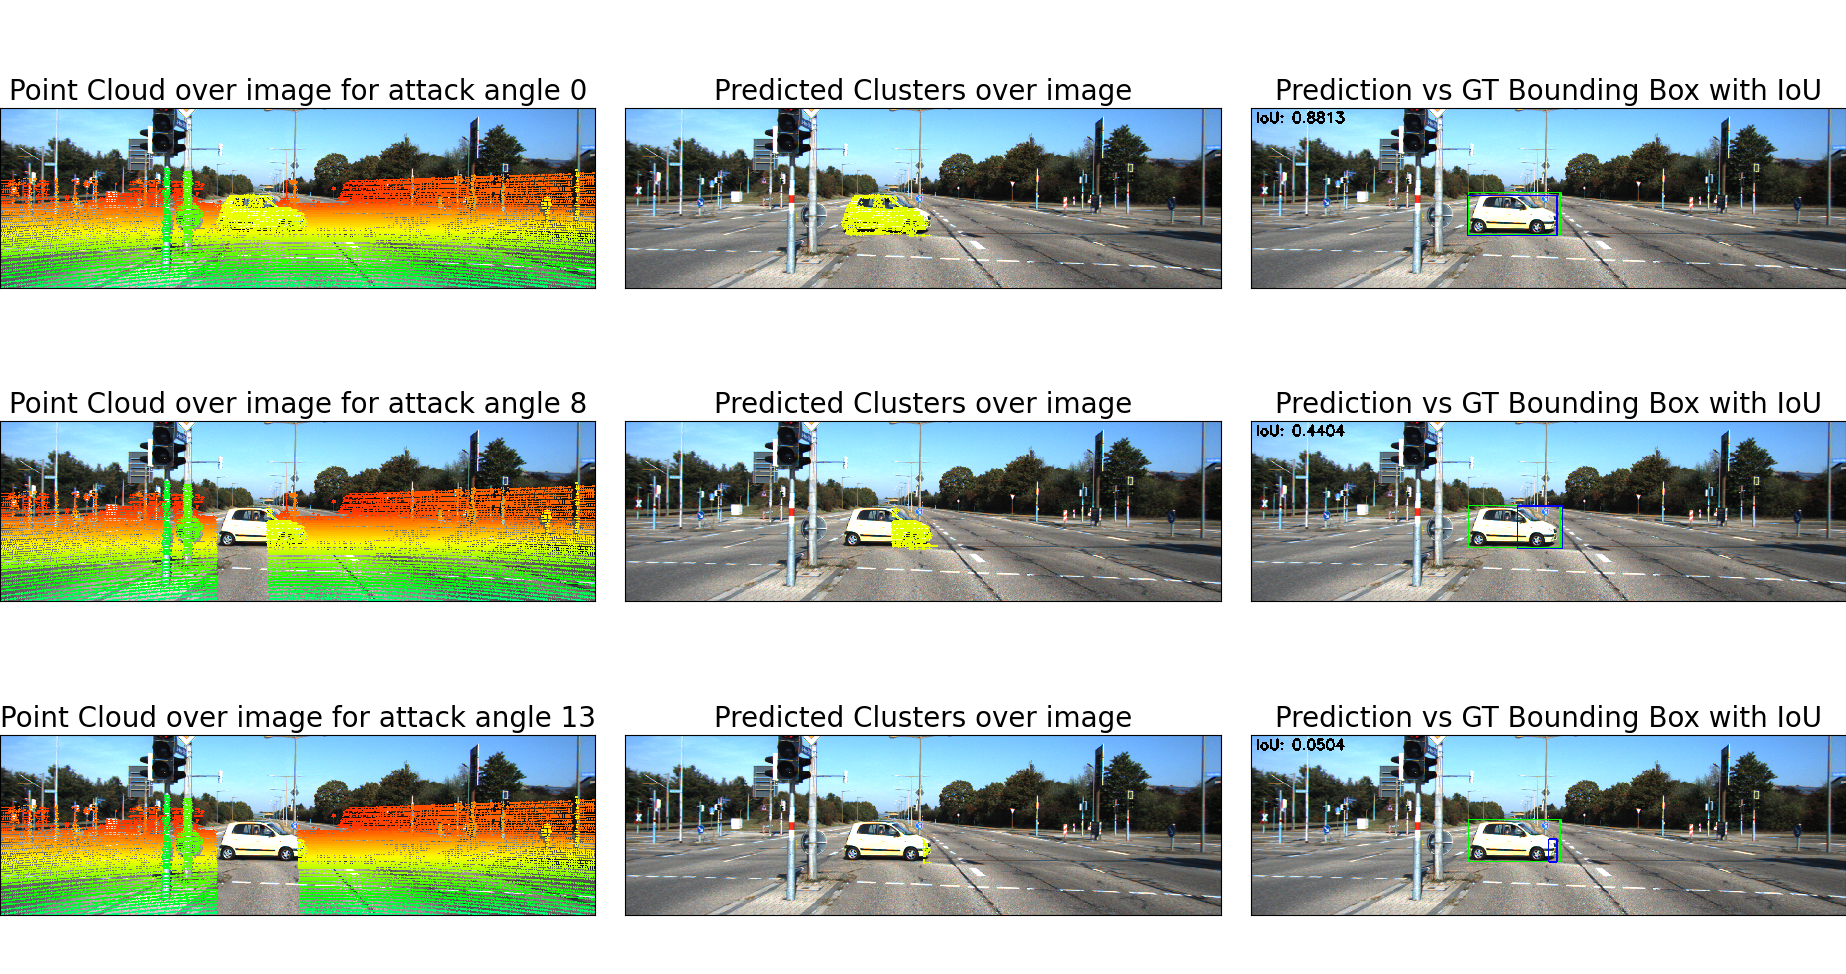 Point Cloud over image for attack angle 0
Predicted Clusters over image
Prediction vs GT Bounding Box with IoU
IoU: 0.8813
Point Cloud over image for attack angle 8
Predicted Clusters over image
Prediction vs GT Bounding Box with IoU
IoU: 0.4404
Point Cloud over image for attack angle 13
Predicted Clusters over image
Prediction vs GT Bounding Box with IoU
IoU: 0.0504